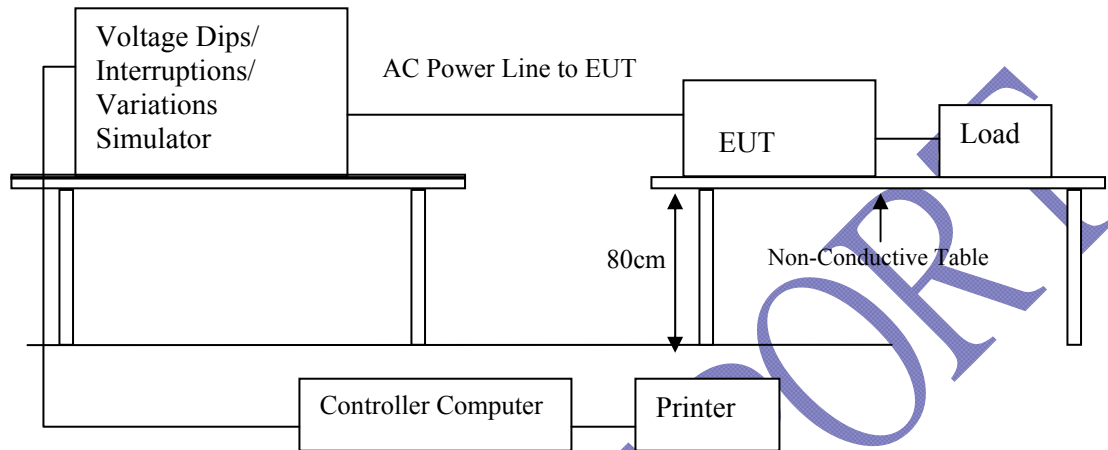 Voltage Dips/
Interruptions/
Variations
Simulator
AC Power Line to EUT
EUT
Load
80cm
Non-Conductive Table
Controller Computer
Printer
PORT